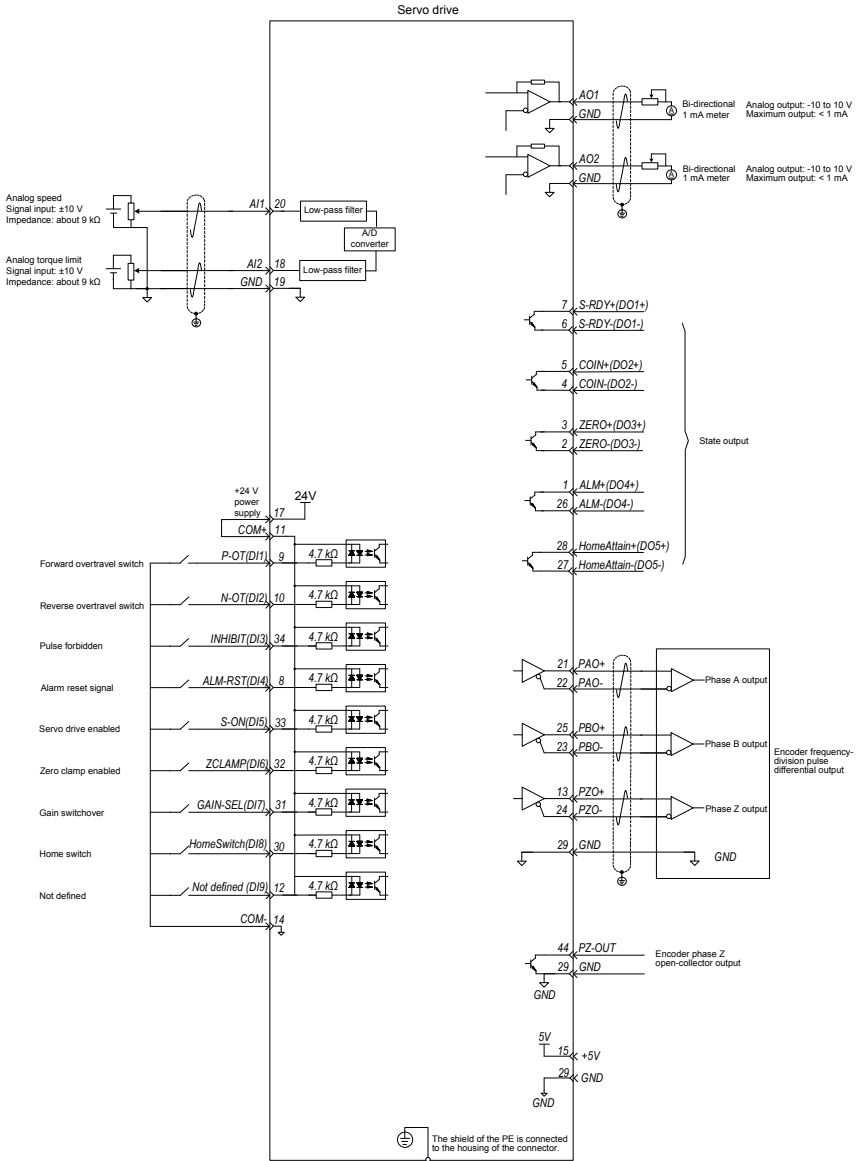 Servo drive
AO1
GND
Bi-directional
1 mA meter
Analog output: -10 to 10 V
Maximum output: < 1 mA
AO2
GND
Bi-directional
1 mA meter
Analog output: -10 to 10 V
Maximum output: < 1 mA
Analog speed
Signal input: ±10 V
Impedance: about 9 kΩ
AI1 20
Low-pass filter
A/D
converter
Analog torque limit
Signal input: ±10 V
Impedance: about 9 kΩ
AI2 18
Low-pass filter
GND 19
7 S-RDY+(DO1+)
6 S-RDY-(DO1-)
5 COIN+(DO2+)
4 COIN-(DO2-)
3 ZERO+(DO3+)
2 ZERO-(DO3-)
State output
1 ALM+(DO4+)
26 ALM-(DO4-)
28 HomeAttain+(DO5+)
27 HomeAttain-(DO5-)
+24 V
power
supply
17
24V
COM+ 11
Forward overtravel switch
P-OT(DI1) 9
4.7 kΩ
Reverse overtravel switch
N-OT(DI2) 10
4.7 kΩ
Pulse forbidden
INHIBIT(DI3) 34
4.7 kΩ
Alarm reset signal
ALM-RST(DI4) 8
4.7 kΩ
Servo drive enabled
S-ON(DI5) 33
4.7 kΩ
Zero clamp enabled
ZCLAMP(DI6) 32
4.7 kΩ
Gain switchover
GAIN-SEL(DI7) 31
4.7 kΩ
Home switch
HomeSwitch(DI8) 30
4.7 kΩ
Not defined
Not defined (DI9) 12
4.7 kΩ
COM- 14
21 PAO+
22 PAO-
Phase A output
25 PBO+
23 PBO-
Phase B output
Encoder frequency-
division pulse
differential output
13 PZO+
24 PZO-
Phase Z output
29 GND
GND
44 PZ-OUT
29 GND
GND
Encoder phase Z
open-collector output
5V
15 +5V
29 GND
GND
The shield of the PE is connected
to the housing of the connector.